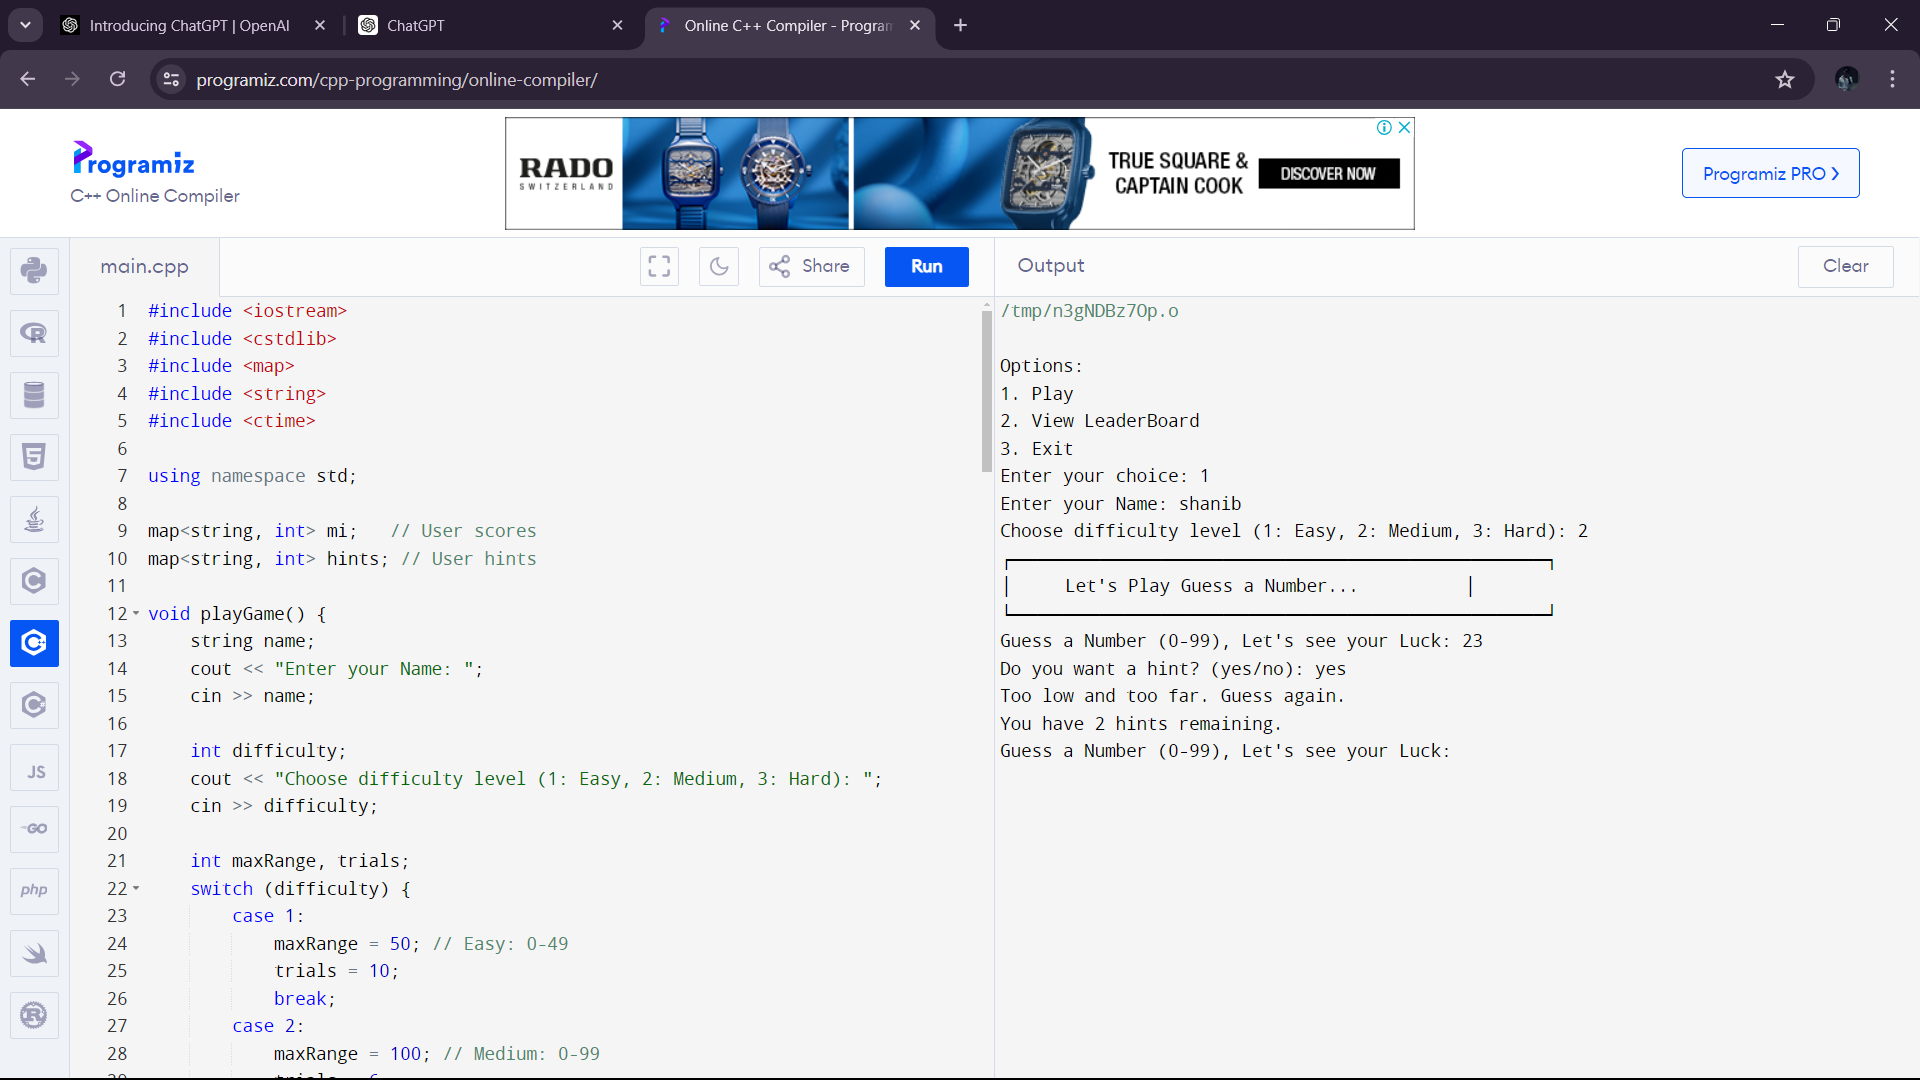 Introducing ChatGPT | OpenAI
ChatGPT
Online C++ Compiler - Program
programiz.com/cpp-programming/online-compiler/
Programiz
C++ Online Compiler
RADO
SWITZERLAND
TRUE SQUARE &
CAPTAIN COOK
DISCOVER NOW
Programiz PRO
main.cpp
Share
Run
Output
Clear
1 #include <iostream>
2 #include <cstdlib>
3 #include <map>
4 #include <string>
5 #include <ctime>
6
7 using namespace std;
8
9 map<string, int> mi;   // User scores
10 map<string, int> hints; // User hints
11
12 void playGame() {
13     string name;
14     cout << "Enter your Name: ";
15     cin >> name;
16
17     int difficulty;
18     cout << "Choose difficulty level (1: Easy, 2: Medium, 3: Hard): ";
19     cin >> difficulty;
20
21     int maxRange, trials;
22     switch (difficulty) {
23         case 1:
24             maxRange = 50; // Easy: 0-49
25             trials = 10;
26             break;
27         case 2:
28             maxRange = 100; // Medium: 0-99
/tmp/n3gNDBz7Op.o
Options:
1. Play
2. View LeaderBoard
3. Exit
Enter your choice: 1
Enter your Name: shanib
Choose difficulty level (1: Easy, 2: Medium, 3: Hard): 2
Let's Play Guess a Number...
Guess a Number (0-99), Let's see your Luck: 23
Do you want a hint? (yes/no): yes
Too low and too far. Guess again.
You have 2 hints remaining.
Guess a Number (0-99), Let's see your Luck:
JS
GO
php